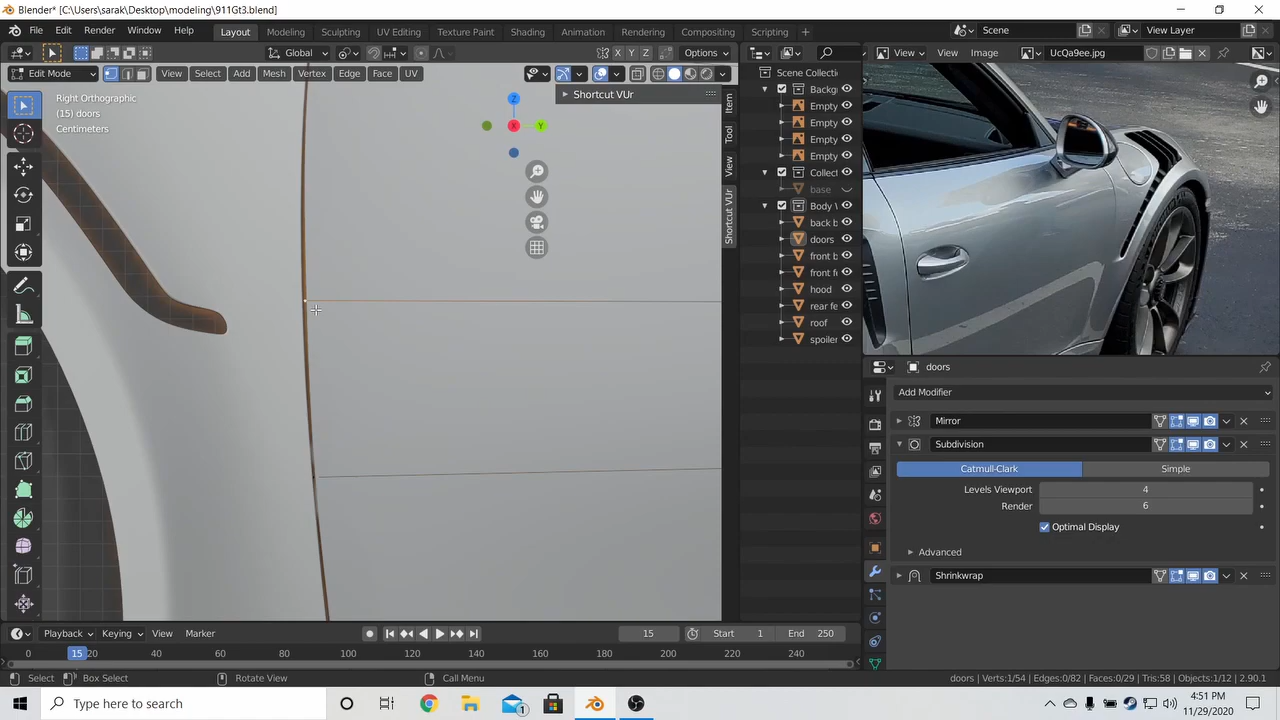 Blender* [C:\Users\sarak\Desktop\modeling\911Gt3.blend]
File Edit Render Window Help Layout Modeling Sculpting UV Editing Texture Paint Shading Animation Rendering Compositing Scripting + Scene View Layer
Global X Y Z Options View Image UcQa9ee.jpg
Edit Mode View Select Add Mesh Vertex Edge Face UV Scene Collecti
Right Orthographic
(15) doors
Centimeters
Shortcut VUr
Z
Y
X
Item
Tool
View
Shortcut VUr
Backgr
Empty
Empty
Empty
Empty
Collect
base
Body V
back b
doors
front b
front fe
hood
rear fe
roof
spoiler
doors
Add Modifier
Mirror
Subdivision
Catmull-Clark Simple
Levels Viewport 4
Render 6
Optimal Display
Advanced
Shrinkwrap
Playback Keying View Marker 15 Start 1 End 250
0 15 20 40 60 80 100 120 140 160 180 200 220 240
Select Box Select Rotate View Call Menu doors | Verts:1/54 | Edges:0/82 | Faces:0/29 | Tris:58 | Objects:1/12 | 2.90.1
Type here to search
1
4:51 PM
11/29/2020